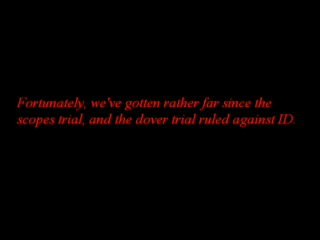 Fortunately, we've gotten rather far since the
scopes trial, and the dover trial ruled against ID.